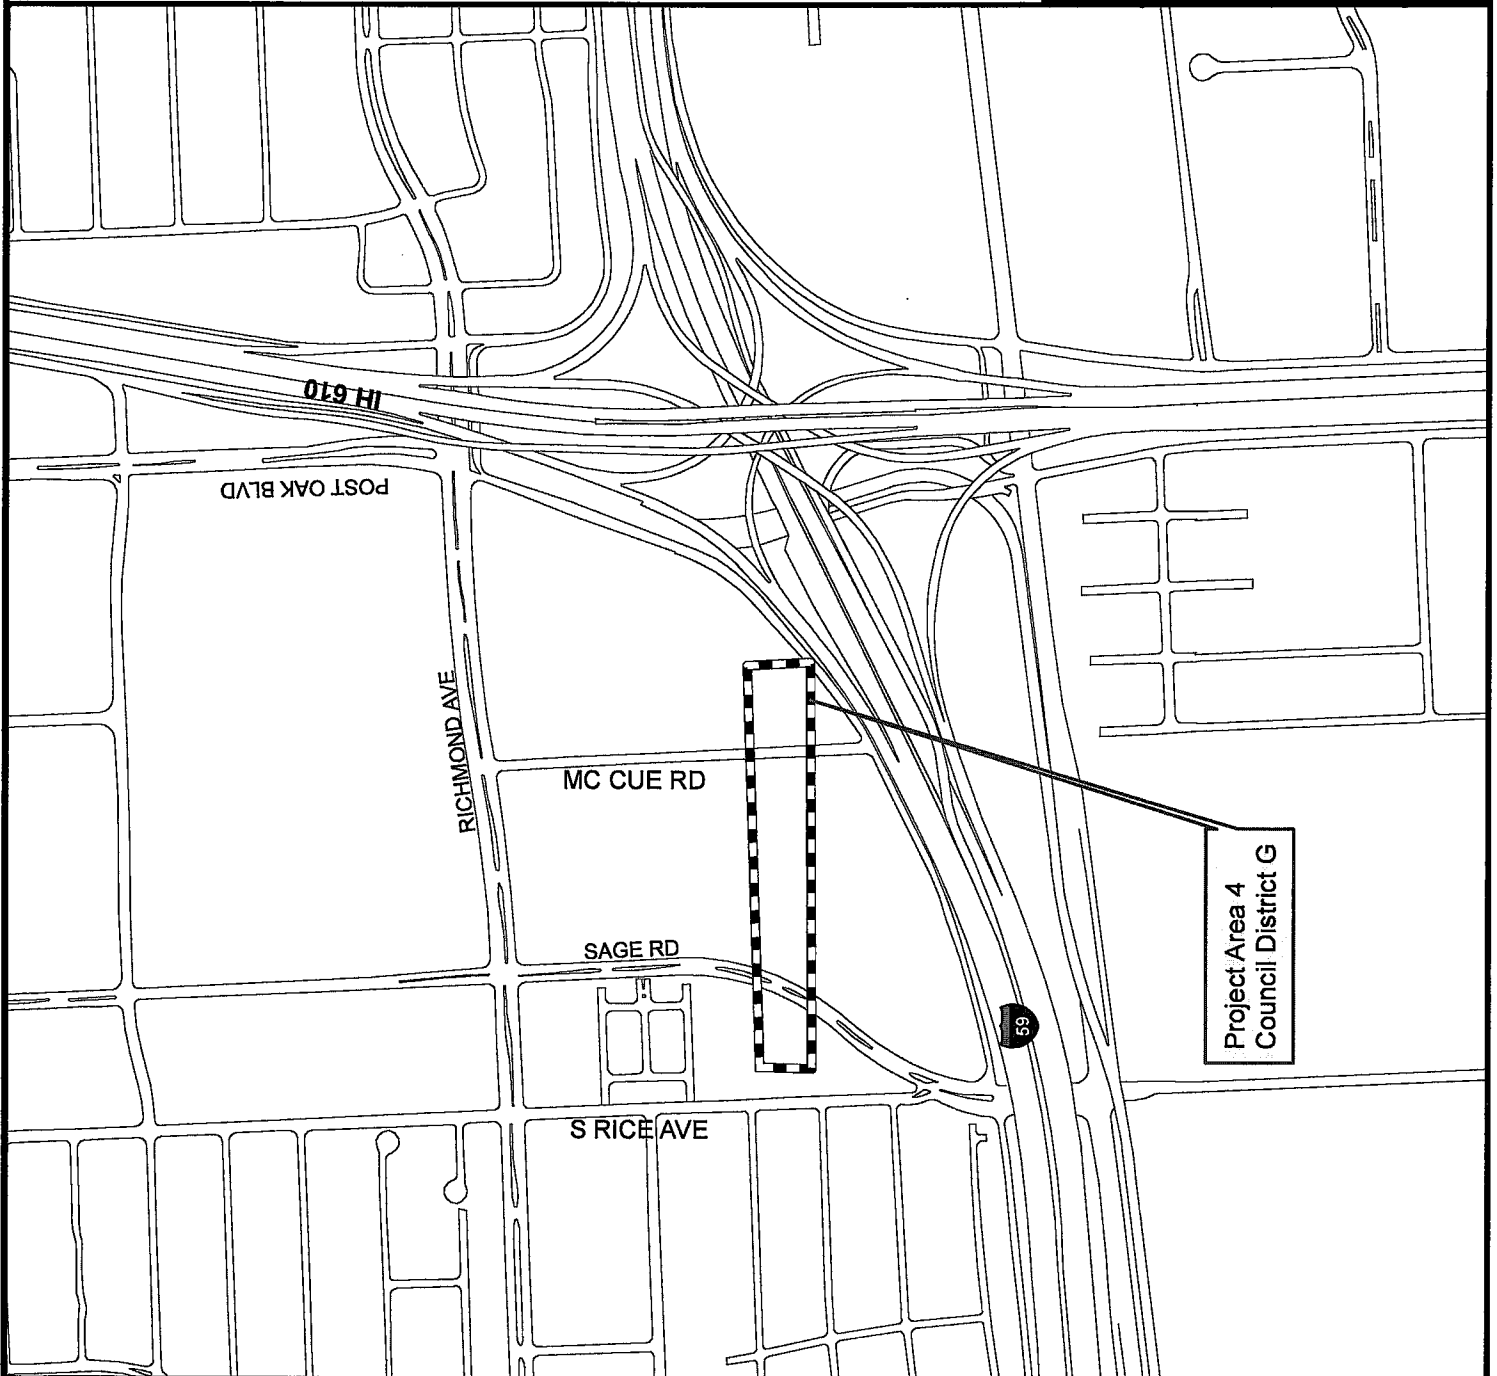 IH 610
POST OAK BLVD
RICHMOND AVE
MC CUE RD
SAGE RD
S RICE AVE
59
Project Area 4
Council District G